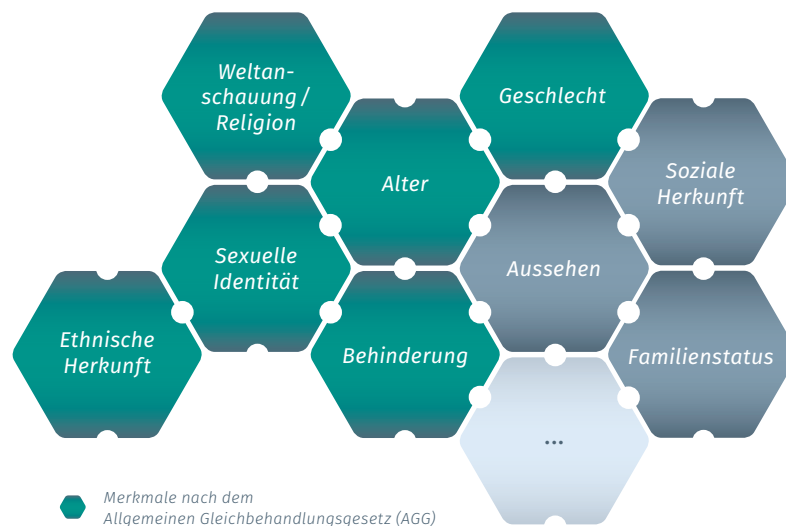 Weltan-
schauung /
Religion
Geschlecht
Alter
Soziale
Herkunft
Sexuelle
Identität
Aussehen
Ethnische
Herkunft
Behinderung
Familienstatus
...
Merkmale nach dem
Allgemeinen Gleichbehandlungsgesetz (AGG)